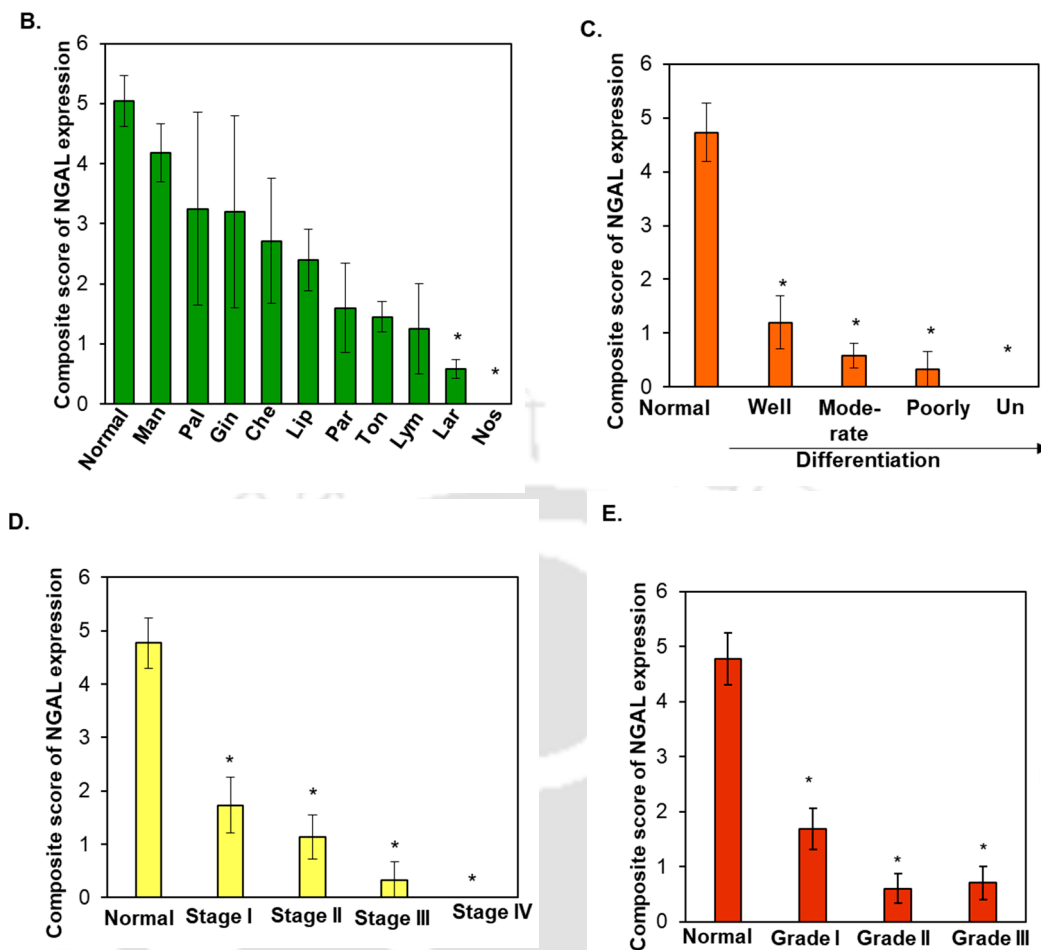 B.
Composite score of NGAL expression
6
5
4
3
2
1
0
*
*
Normal Man Pal Gin Che Lip Par Ton Lym Lar Nos
C.
Composite score of NGAL expression
6
5
4
3
2
1
0
* * * *
Normal Well Mode- Poorly Un
rate
Differentiation
D.
Composite score of NGAL expression
6
5
4
3
2
1
0
* * * *
Normal Stage I Stage II Stage III Stage IV
E.
Composite score of NGAL expression
6
5
4
3
2
1
0
* * *
Normal Grade I Grade II Grade III